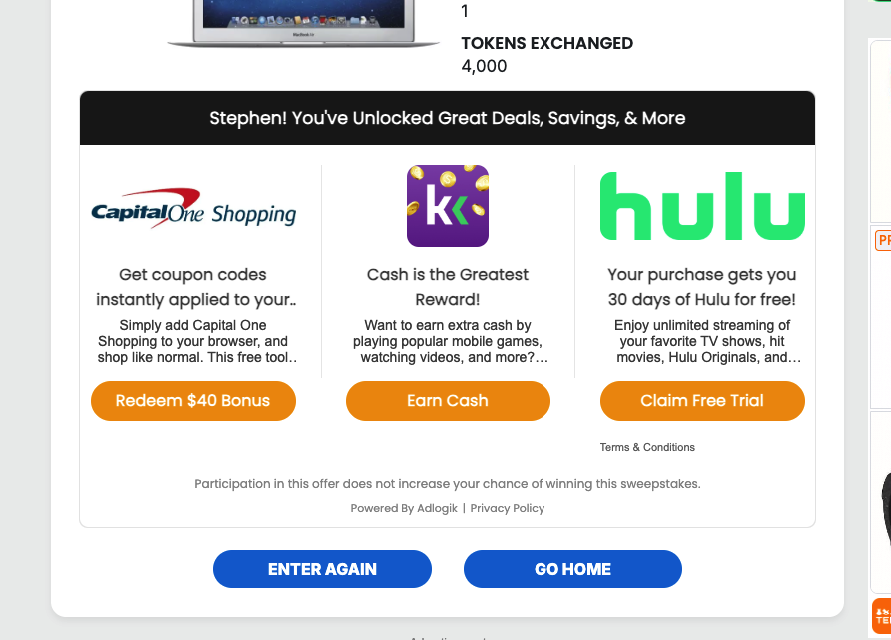 1
TOKENS EXCHANGED
4,000
MacBook Air
Stephen! You've Unlocked Great Deals, Savings, & More
Capital One Shopping
Get coupon codes
instantly applied to your..
Simply add Capital One
Shopping to your browser, and
shop like normal. This free tool..
Redeem $40 Bonus
kk
Cash is the Greatest
Reward!
Want to earn extra cash by
playing popular mobile games,
watching videos, and more?...
Earn Cash
hulu
Your purchase gets you
30 days of Hulu for free!
Enjoy unlimited streaming of
your favorite TV shows, hit
movies, Hulu Originals, and...
Claim Free Trial
Terms & Conditions
Participation in this offer does not increase your chance of winning this sweepstakes.
Powered By Adlogik | Privacy Policy
ENTER AGAIN
GO HOME